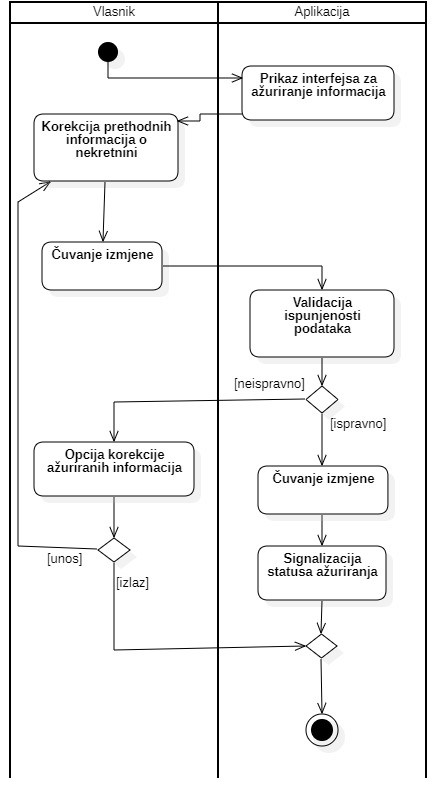 Vlasnik
Aplikacija
Prikaz interfejsa za
ažuriranje informacija
Korekcija prethodnih
informacija o
nekretnini
Čuvanje izmjene
Validacija
ispunjenosti
podataka
[neispravno]
[ispravno]
Opcija korekcije
ažuriranih informacija
Čuvanje izmjene
[unos]
[izlaz]
Signalizacija
statusa ažuriranja